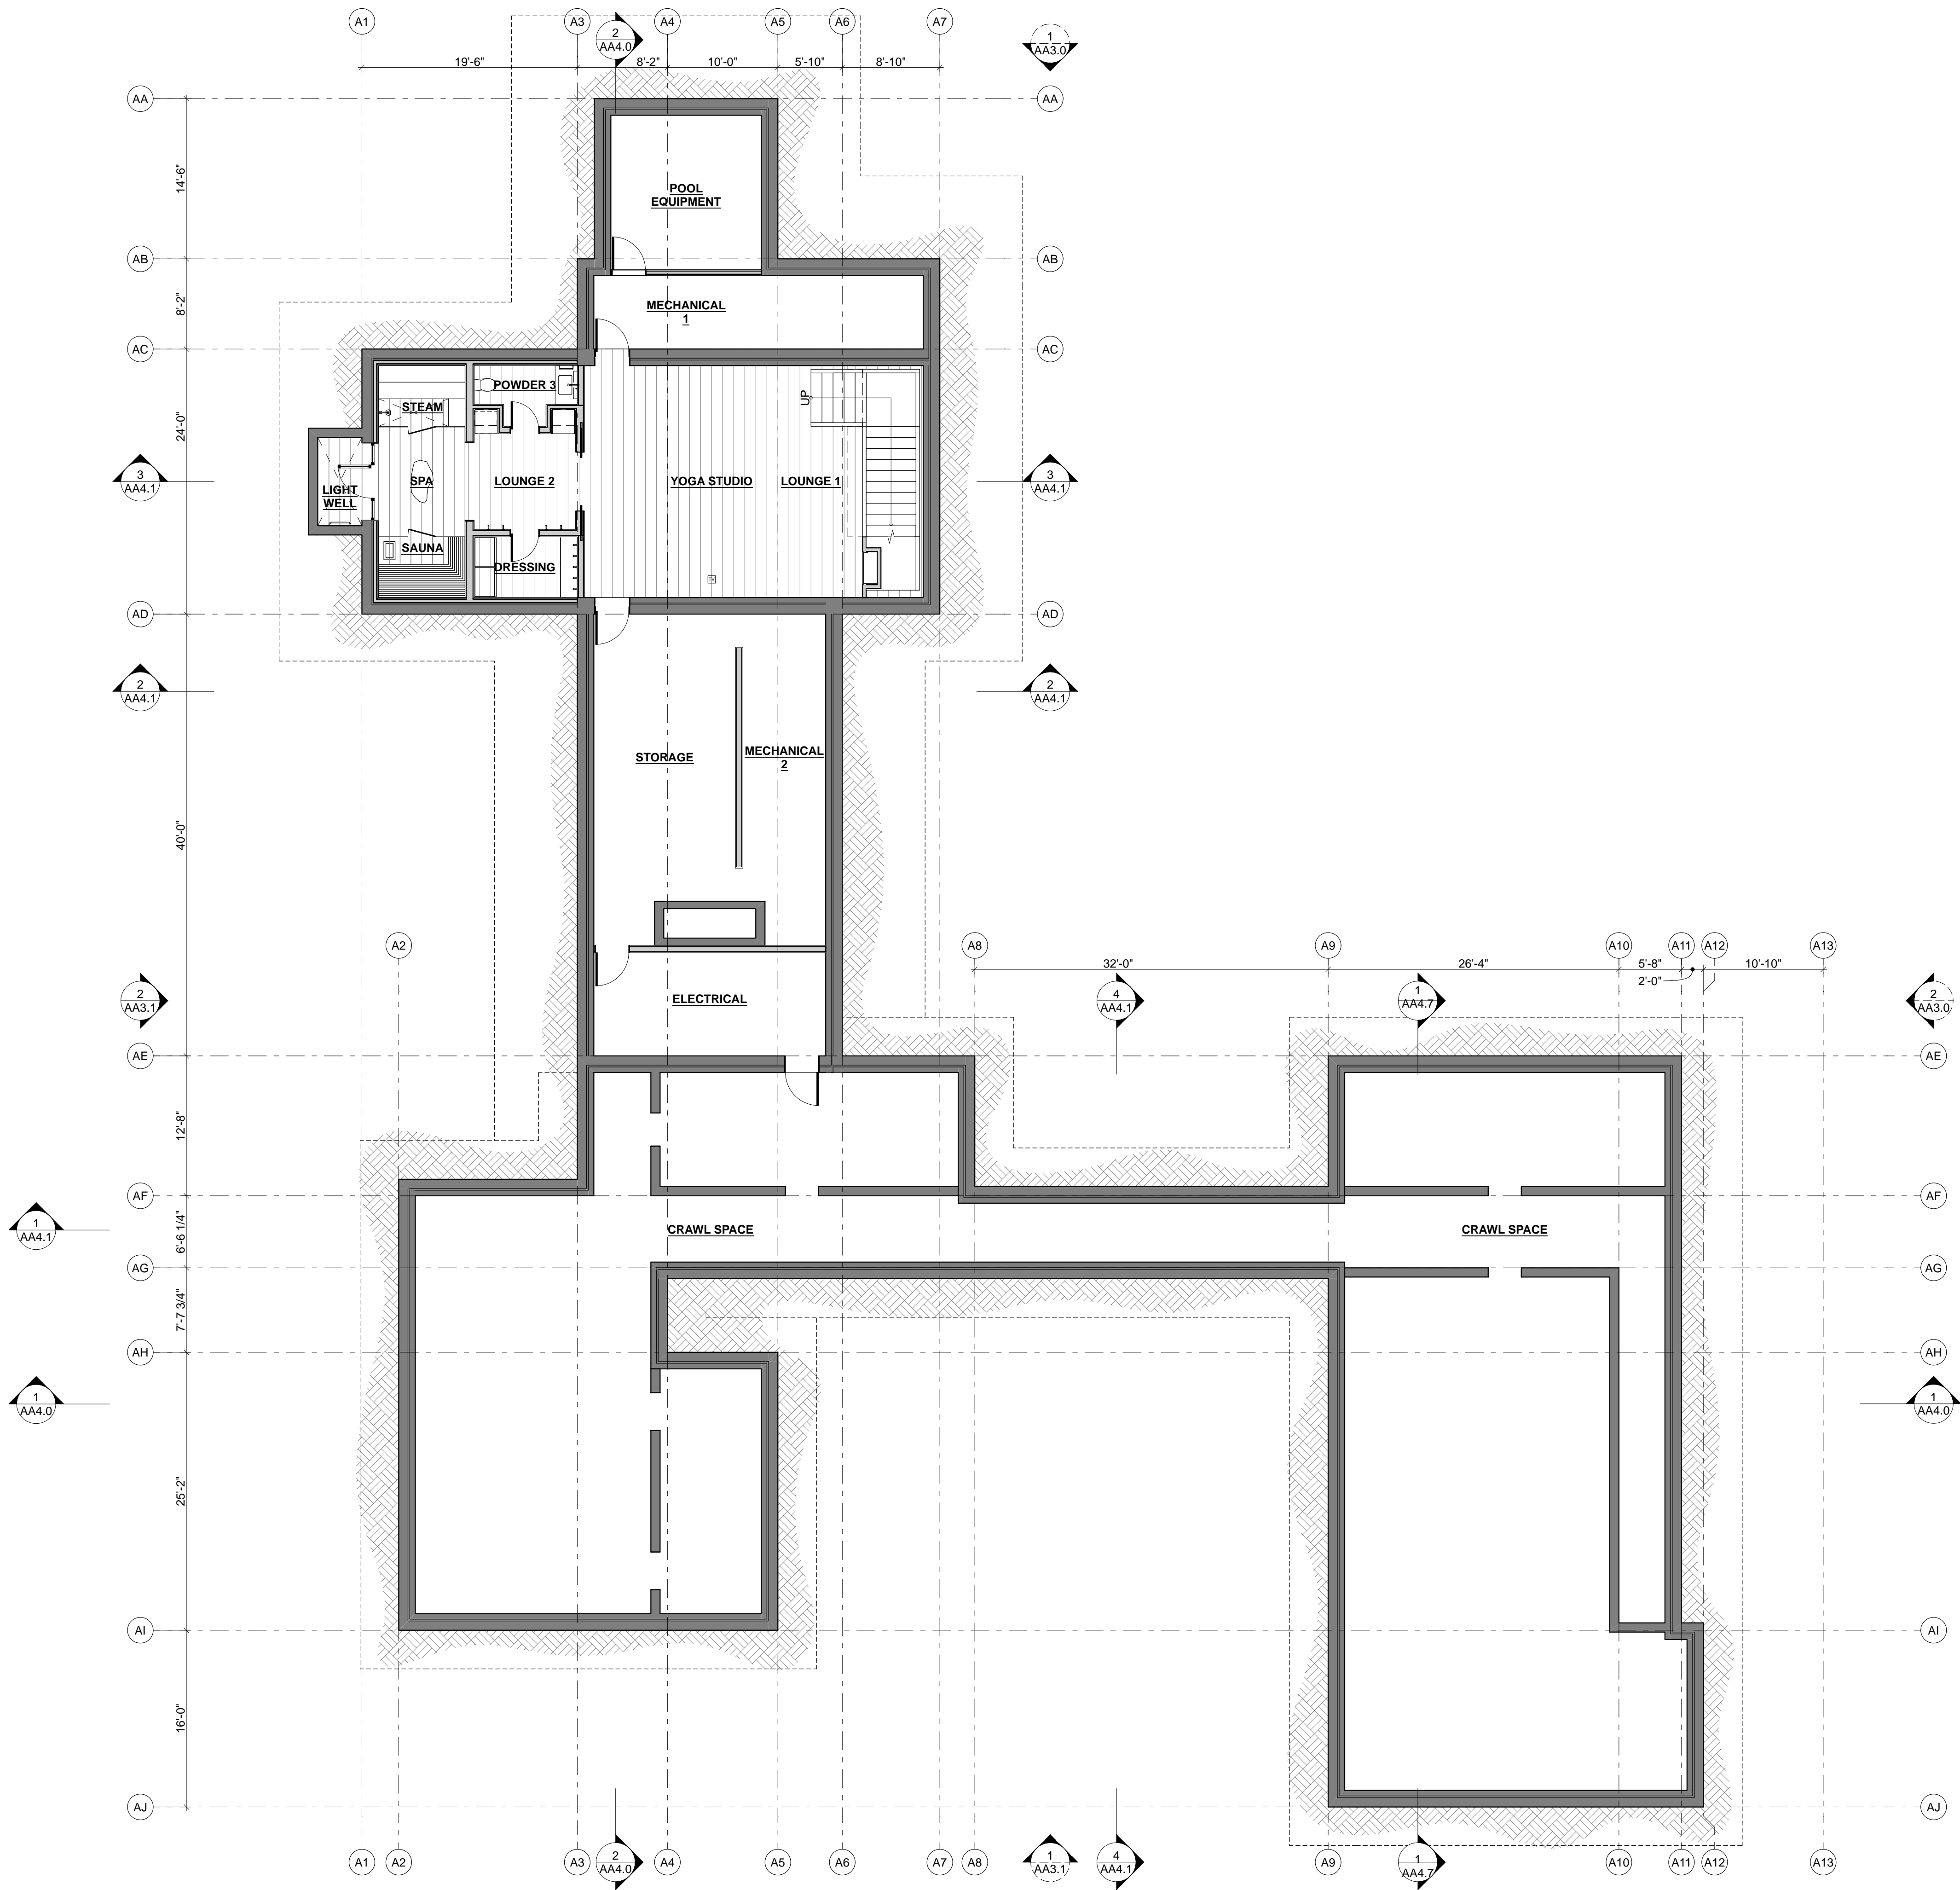 A1
A3
A4
A5
A6
A7
2
AA4.0
1
AA3.0
19'-6"
8'-2"
10'-0"
5'-10"
8'-10"
AA
AA
14'-6"
POOL
EQUIPMENT
AB
AB
8'-2"
MECHANICAL
1
AC
AC
24'-0"
POWDER 3
STEAM
UP
3
AA4.1
LIGHT
WELL
SPA
LOUNGE 2
YOGA STUDIO
LOUNGE 1
3
AA4.1
SAUNA
DRESSING
AD
AD
2
AA4.1
2
AA4.1
STORAGE
MECHANICAL
2
40'-0"
A2
A8
A9
A10
A11
A12
A13
32'-0"
26'-4"
5'-8"
2'-0"
10'-10"
2
AA3.1
ELECTRICAL
4
AA4.1
1
AA4.7
2
AA3.0
AE
AE
12'-8"
AF
AF
1
AA4.1
6'-6 1/4"
CRAWL SPACE
CRAWL SPACE
AG
AG
7'-7 3/4"
AH
AH
1
AA4.0
1
AA4.0
25'-2"
AI
AI
16'-0"
AJ
AJ
A1
A2
A3
2
AA4.0
A4
A5
A6
A7
A8
1
AA3.1
4
AA4.1
A9
1
AA4.7
A10
A11
A12
A13